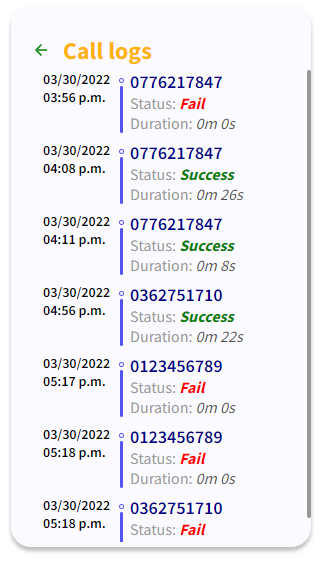 Call logs
03/30/2022
03:56 p.m.
0776217847
Status: Fail
Duration: 0m 0s
03/30/2022
04:08 p.m.
0776217847
Status: Success
Duration: 0m 26s
03/30/2022
04:11 p.m.
0776217847
Status: Success
Duration: 0m 8s
03/30/2022
04:56 p.m.
0362751710
Status: Success
Duration: 0m 22s
03/30/2022
05:17 p.m.
0123456789
Status: Fail
Duration: 0m 0s
03/30/2022
05:18 p.m.
0123456789
Status: Fail
Duration: 0m 0s
03/30/2022
05:18 p.m.
0362751710
Status: Fail